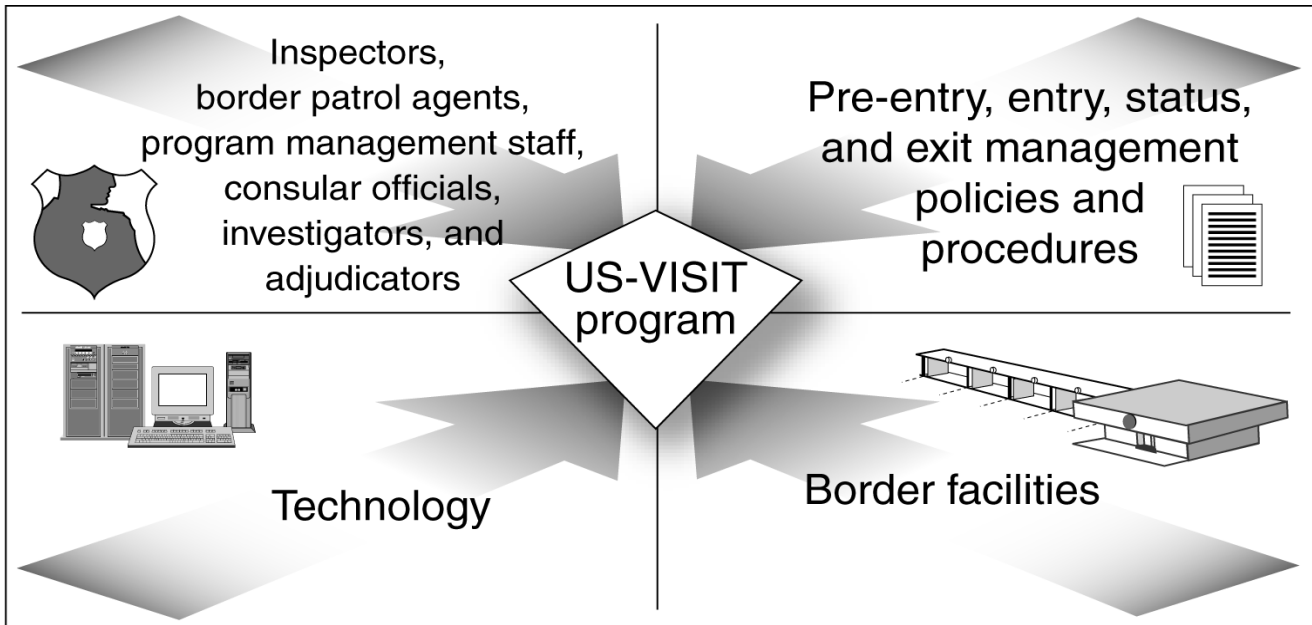 Inspectors,
border patrol agents,
program management staff,
consular officials,
investigators, and
adjudicators
Pre-entry, entry, status,
and exit management
policies and
procedures
US-VISIT
program
Technology
Border facilities